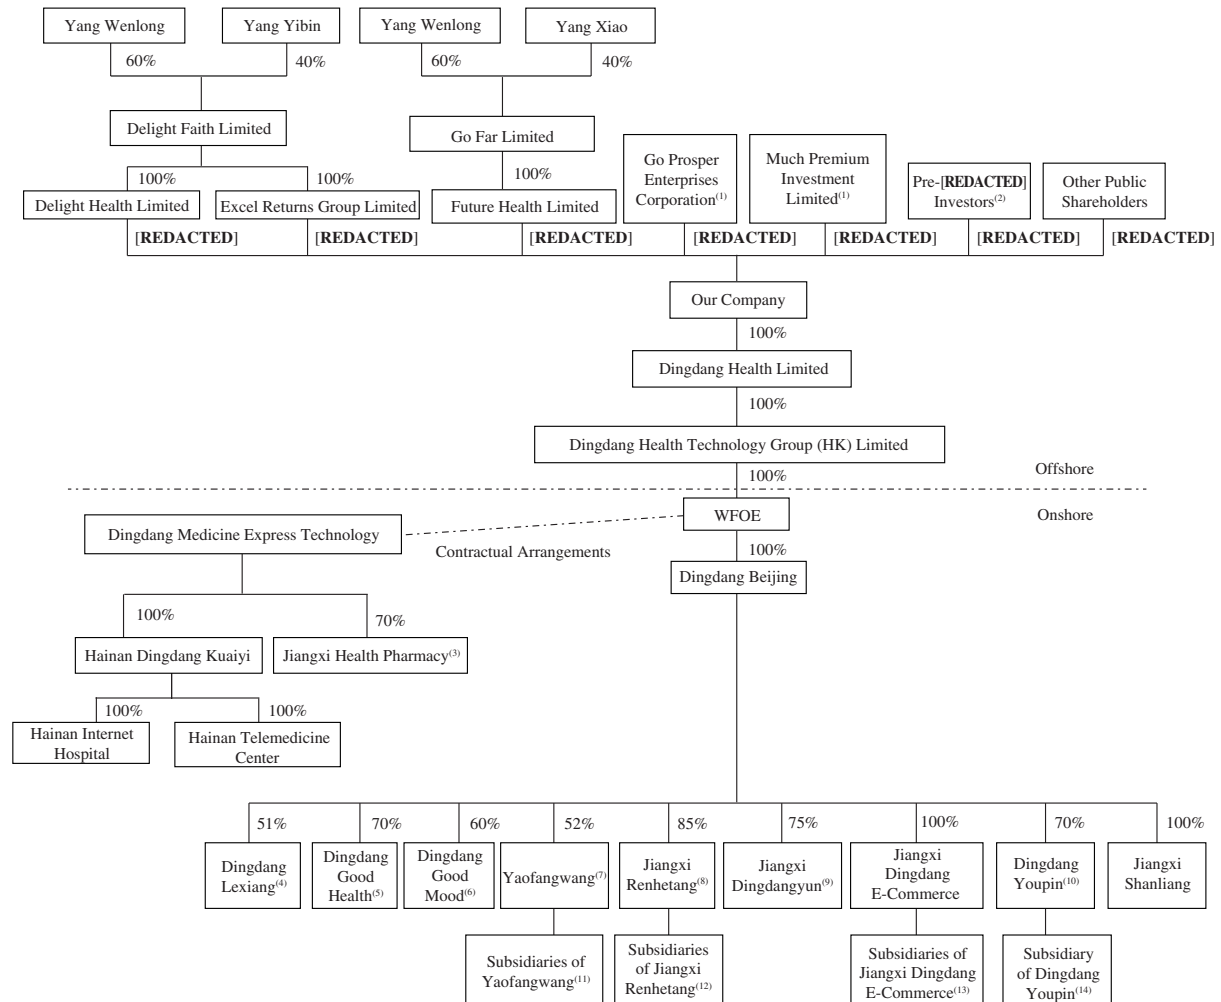 Yang Wenlong
Yang Yibin
Yang Wenlong
Yang Xiao
60%
40%
60%
40%
Delight Faith Limited
Go Far Limited
Go Prosper
Enterprises
Corporation(1)
Much Premium
Investment
Limited(1)
Pre-[REDACTED]
Investors(2)
Other Public
Shareholders
100%
100%
100%
Delight Health Limited
Excel Returns Group Limited
Future Health Limited
[REDACTED]
[REDACTED]
[REDACTED]
[REDACTED]
[REDACTED]
[REDACTED]
[REDACTED]
Our Company
100%
Dingdang Health Limited
100%
Dingdang Health Technology Group (HK) Limited
100%
Offshore
Onshore
WFOE
Dingdang Medicine Express Technology
Contractual Arrangements
100%
Dingdang Beijing
100%
70%
Hainan Dingdang Kuaiyi
Jiangxi Health Pharmacy(3)
100%
100%
Hainan Internet
Hospital
Hainan Telemedicine
Center
51%
70%
60%
52%
85%
75%
100%
70%
100%
Dingdang
Lexiang(4)
Dingdang
Good
Health(5)
Dingdang
Good
Mood(6)
Yaofangwang(7)
Jiangxi
Renhetang(8)
Jiangxi
Dingdangyun(9)
Jiangxi
Dingdang
E-Commerce
Dingdang
Youpin(10)
Jiangxi
Shanliang
Subsidiaries of
Yaofangwang(11)
Subsidiaries
of Jiangxi
Renhetang(12)
Subsidiaries of
Jiangxi Dingdang
E-Commerce(13)
Subsidiary
of Dingdang
Youpin(14)